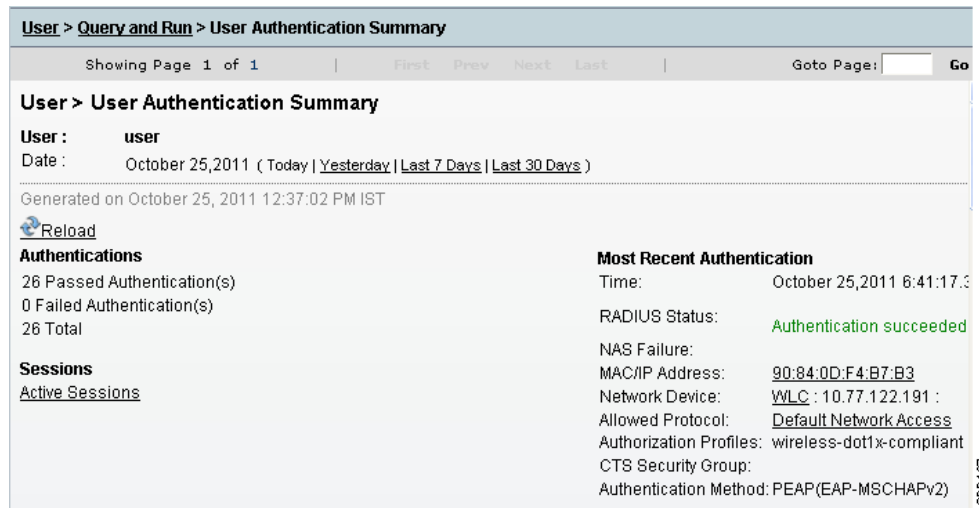 User > Query and Run > User Authentication Summary
Showing Page 1 of 1 | First Prev Next Last | Goto Page: Go
User > User Authentication Summary
User : user
Date : October 25,2011 ( Today | Yesterday | Last 7 Days | Last 30 Days )
Generated on October 25, 2011 12:37:02 PM IST
Reload
Authentications
26 Passed Authentication(s)
0 Failed Authentication(s)
26 Total
Sessions
Active Sessions
Most Recent Authentication
Time: October 25,2011 6:41:17.3
RADIUS Status: Authentication succeeded
NAS Failure:
MAC/IP Address: 90:84:0D:F4:B7:B3
Network Device: WLC : 10.77.122.191 :
Allowed Protocol: Default Network Access
Authorization Profiles: wireless-dot1x-compliant
CTS Security Group:
Authentication Method: PEAP(EAP-MSCHAPv2)